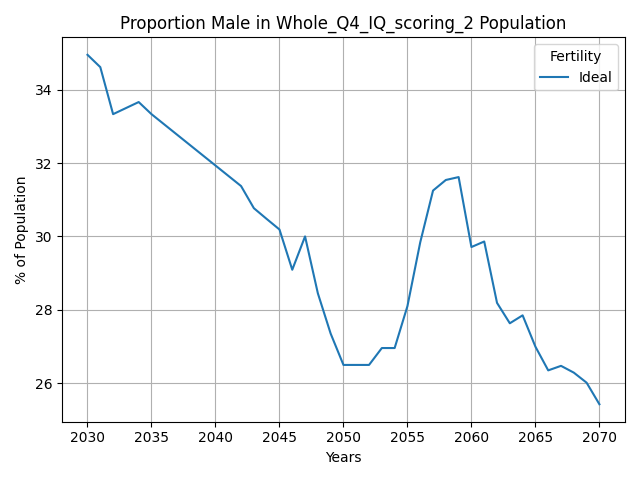 Proportion Male in Whole_Q4_IQ_scoring_2 Population
Fertility
Ideal
% of Population
34
32
30
28
26
2030 2035 2040 2045 2050 2055 2060 2065 2070
Years